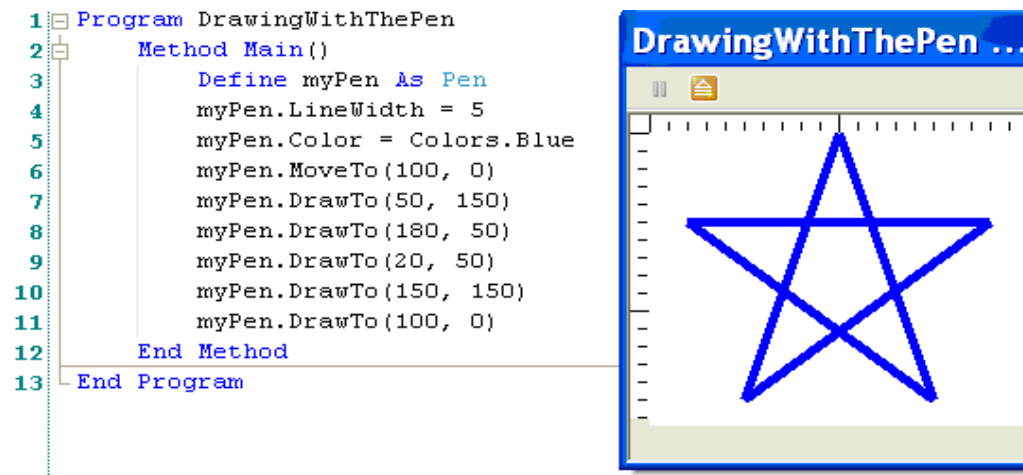 1 Program DrawingWithThePen
2 Method Main()
3 Define myPen As Pen
4 myPen.LineWidth = 5
5 myPen.Color = Colors.Blue
6 myPen.MoveTo(100, 0)
7 myPen.DrawTo(50, 150)
8 myPen.DrawTo(180, 50)
9 myPen.DrawTo(20, 50)
10 myPen.DrawTo(150, 150)
11 myPen.DrawTo(100, 0)
12 End Method
13 End Program
DrawingWithThePen ...